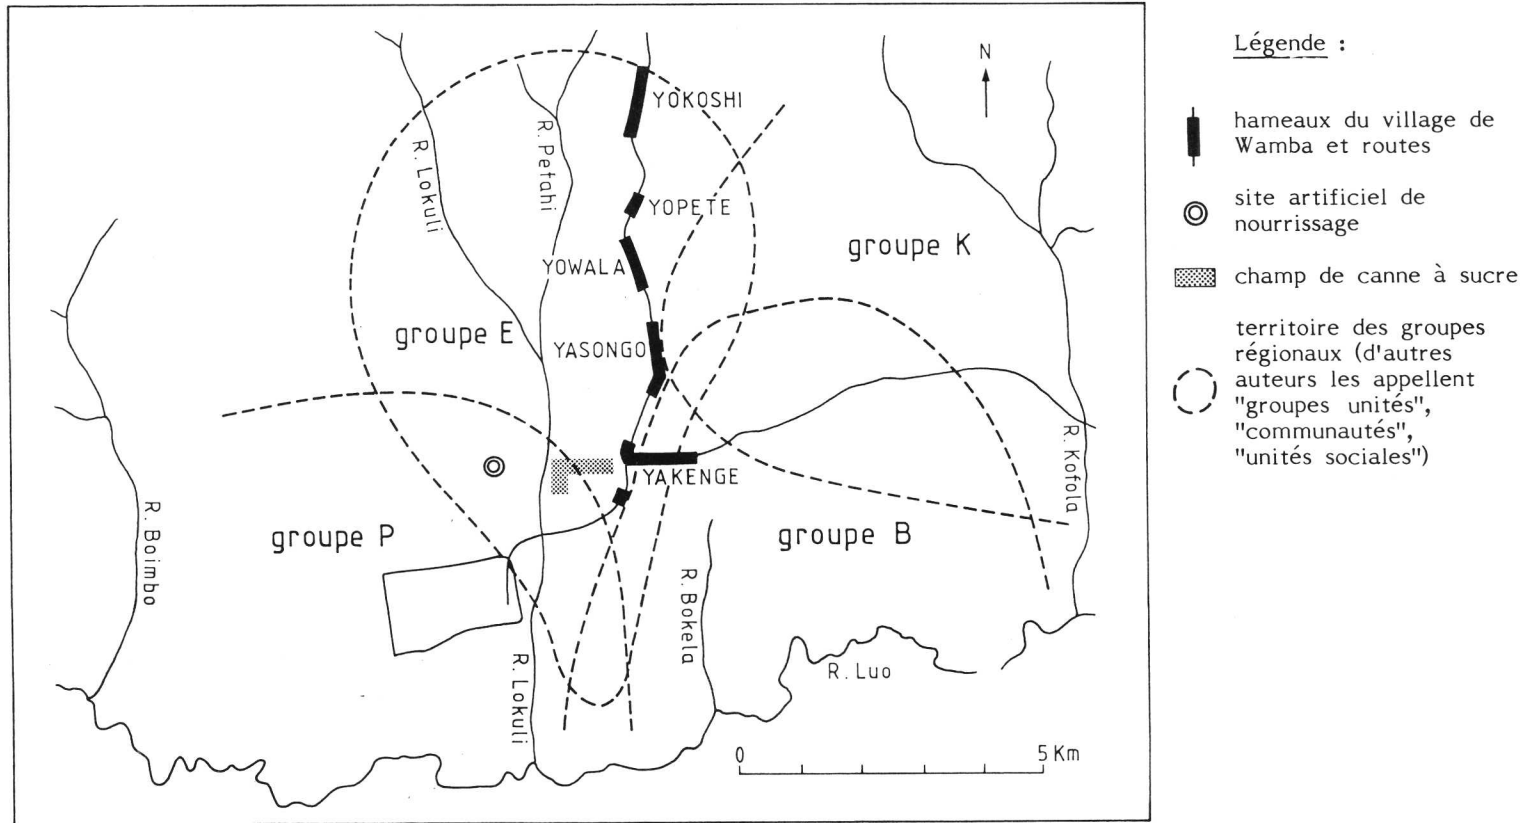 YOKOSHI
R. Lokuli
R. Pefahi
N
YOPETE
YOWALA
groupe K
groupe E
YASONGO
YAKENGE
R. Kofola
R. Boimbo
groupe P
groupe B
R. Bokela
R. Lokuli
R. Luo
0
5 Km
Légende :
hameaux du village de
Wamba et routes
site artificiel de
nourrissage
champ de canne à sucre
territoire des groupes
régionaux (d'autres
auteurs les appellent
"groupes unités",
"communautés",
"unités sociales")